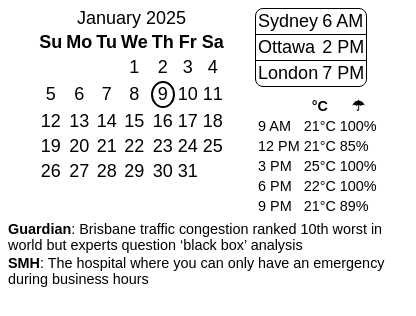 January 2025
Su Mo Tu We Th Fr Sa
1 2 3 4
5 6 7 8 9 10 11
12 13 14 15 16 17 18
19 20 21 22 23 24 25
26 27 28 29 30 31
Sydney 6 AM
Ottawa 2 PM
London 7 PM
°C ☂
9 AM 21°C 100%
12 PM 21°C 85%
3 PM 25°C 100%
6 PM 22°C 100%
9 PM 21°C 89%
Guardian: Brisbane traffic congestion ranked 10th worst in
world but experts question ‘black box’ analysis
SMH: The hospital where you can only have an emergency
during business hours